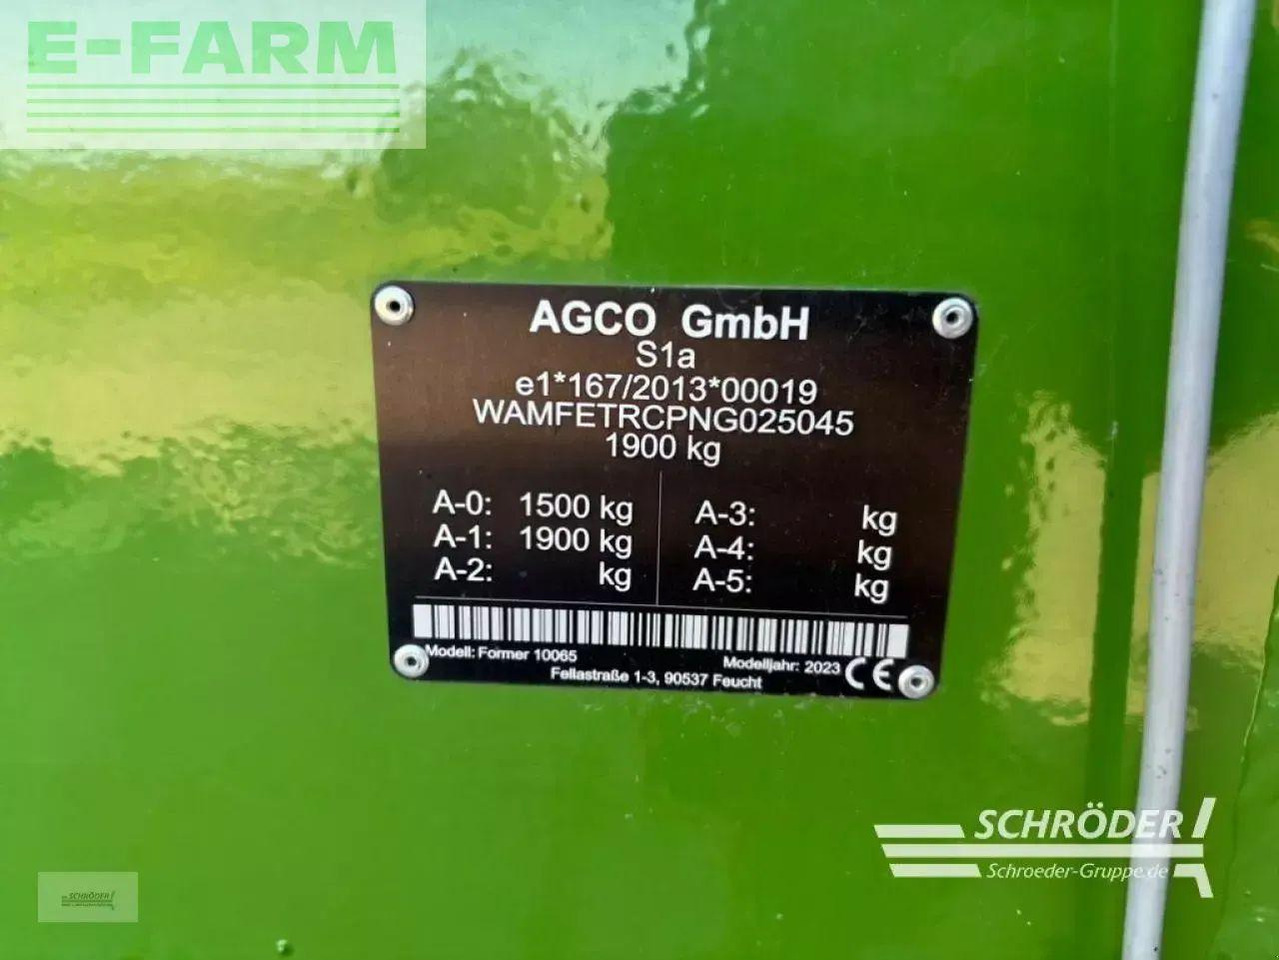 E-FARM
AGCO GmbH
S1a
e1*167/2013*00019
WAMFETRCPNG025045
1900 kg
A-0: 1500 kg
A-1: 1900 kg
A-2: kg
A-3: kg
A-4: kg
A-5: kg
Modell: Former 10065
Modelljahr: 2023
CE
Fellastraße 1-3, 90537 Feucht
SCHRÖDER
Schroeder-Gruppe.de
SCHRÖDER